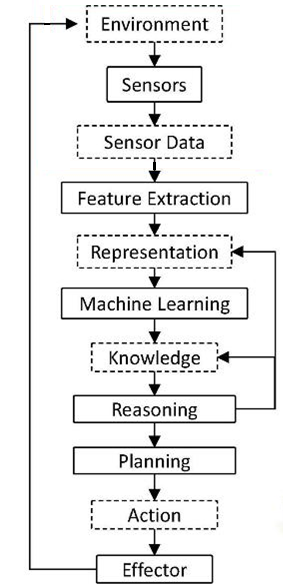 Environment
Sensors
Sensor Data
Feature Extraction
Representation
Machine Learning
Knowledge
Reasoning
Planning
Action
Effector